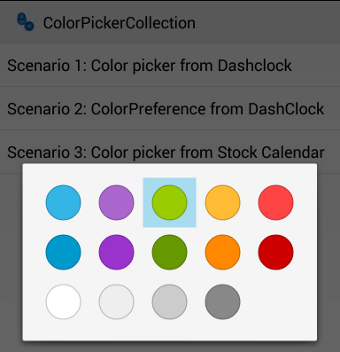 ColorPickerCollection
Scenario 1: Color picker from Dashclock
Scenario 2: ColorPreference from DashClock
Scenario 3: Color picker from Stock Calendar